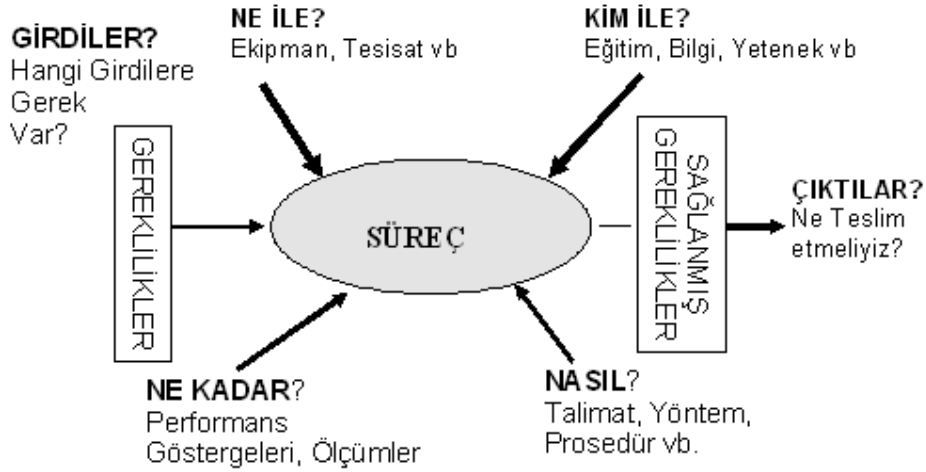 GİRDİLER?
Hangi Girdilere
Gerek
Var?
NE İLE?
Ekipman, Tesisat vb
KİM İLE?
Eğitim, Bilgi, Yetenek vb
GEREKLİLİKLER
SÜREÇ
SAĞLANMIŞ
GEREKLİLİKLER
ÇIKTILAR?
Ne Teslim
etmeliyiz?
NE KADAR?
Performans
Göstergeleri, Ölçümler
NASIL?
Talimat, Yöntem,
Prosedür vb.